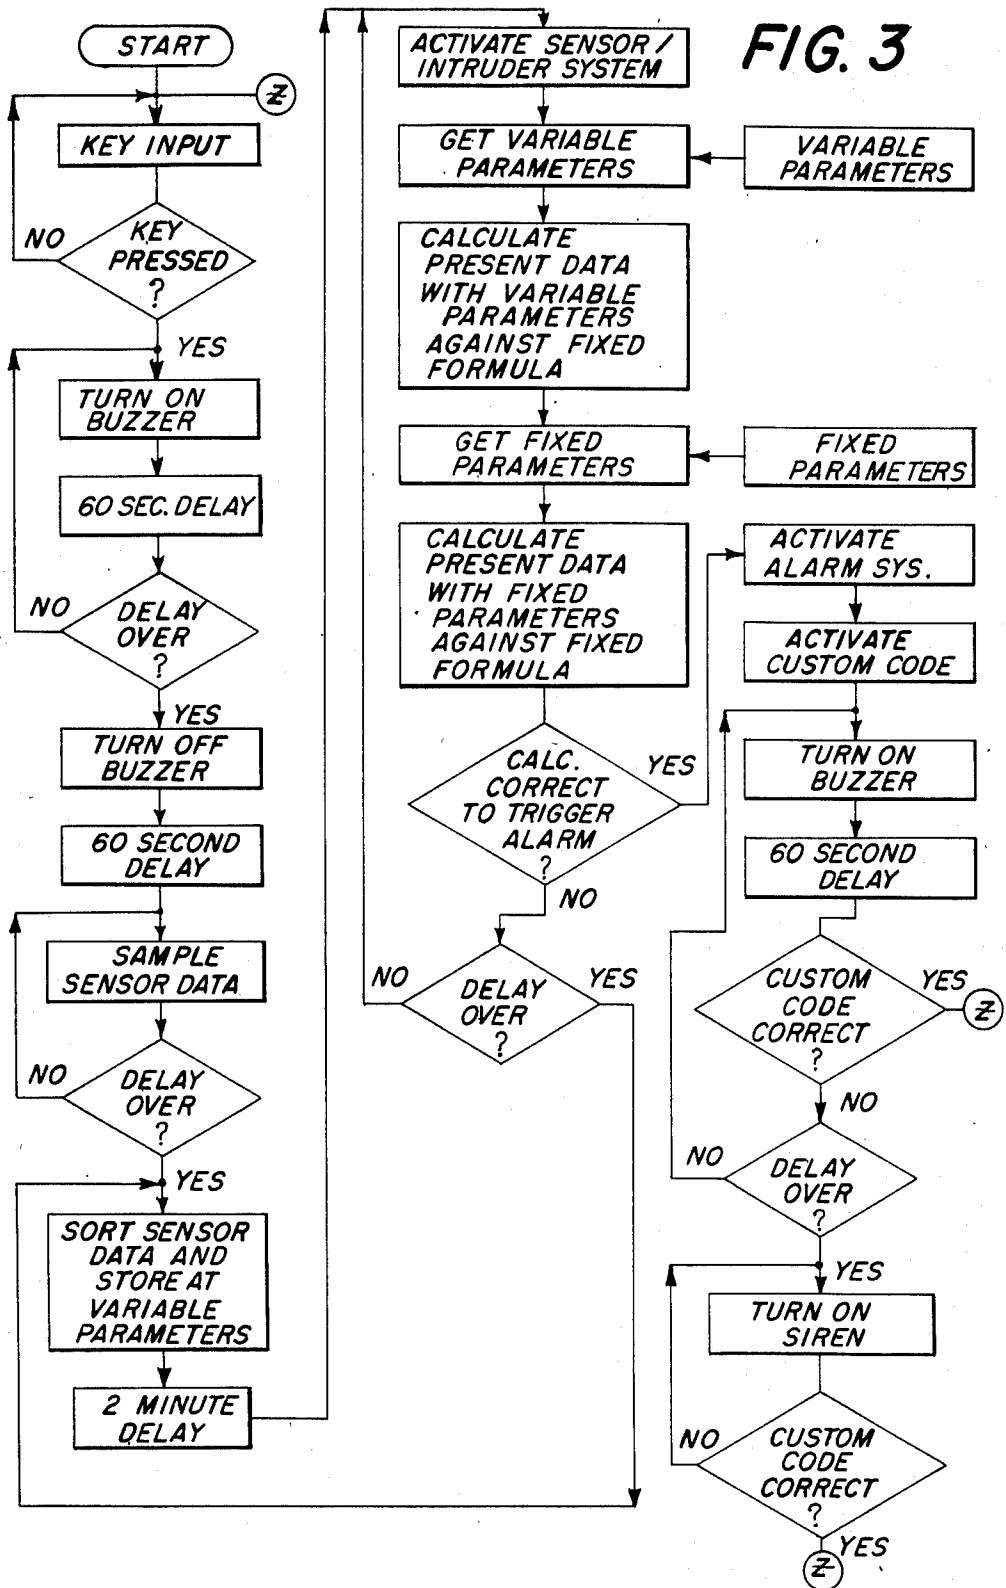 FIG. 3
START
Z
KEY INPUT
KEY
PRESSED
?
NO
YES
TURN ON
BUZZER
60 SEC. DELAY
DELAY
OVER
?
NO
YES
TURN OFF
BUZZER
60 SECOND
DELAY
SAMPLE
SENSOR DATA
DELAY
OVER
?
NO
YES
SORT SENSOR
DATA AND
STORE AT
VARIABLE
PARAMETERS
2 MINUTE
DELAY
ACTIVATE SENSOR /
INTRUDER SYSTEM
GET VARIABLE
PARAMETERS
VARIABLE
PARAMETERS
CALCULATE
PRESENT DATA
WITH VARIABLE
PARAMETERS
AGAINST FIXED
FORMULA
GET FIXED
PARAMETERS
FIXED
PARAMETERS
CALCULATE
PRESENT DATA
WITH FIXED
PARAMETERS
AGAINST FIXED
FORMULA
CALC.
CORRECT
TO TRIGGER
ALARM
?
YES
NO
DELAY
OVER
?
NO
YES
ACTIVATE
ALARM SYS.
ACTIVATE
CUSTOM CODE
TURN ON
BUZZER
60 SECOND
DELAY
CUSTOM
CODE
CORRECT
?
YES
Z
NO
DELAY
OVER
?
NO
YES
TURN ON
SIREN
CUSTOM
CODE
CORRECT
?
NO
YES
Z